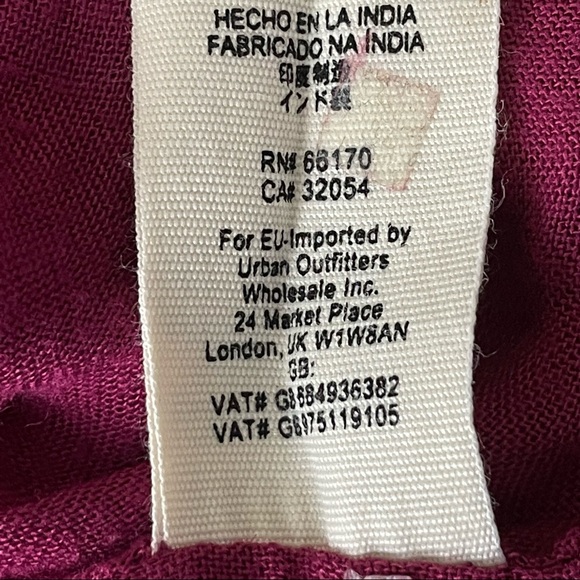 HECHO EN LA INDIA
FABRICADO NA ÍNDIA
印度制造
インド製
RN# 66170
CA# 32054
For EU-Imported by
Urban Outfitters
Wholesale Inc.
24 Market Place
London, UK W1W8AN
GB:
VAT# GB684936382
VAT# GB975119105